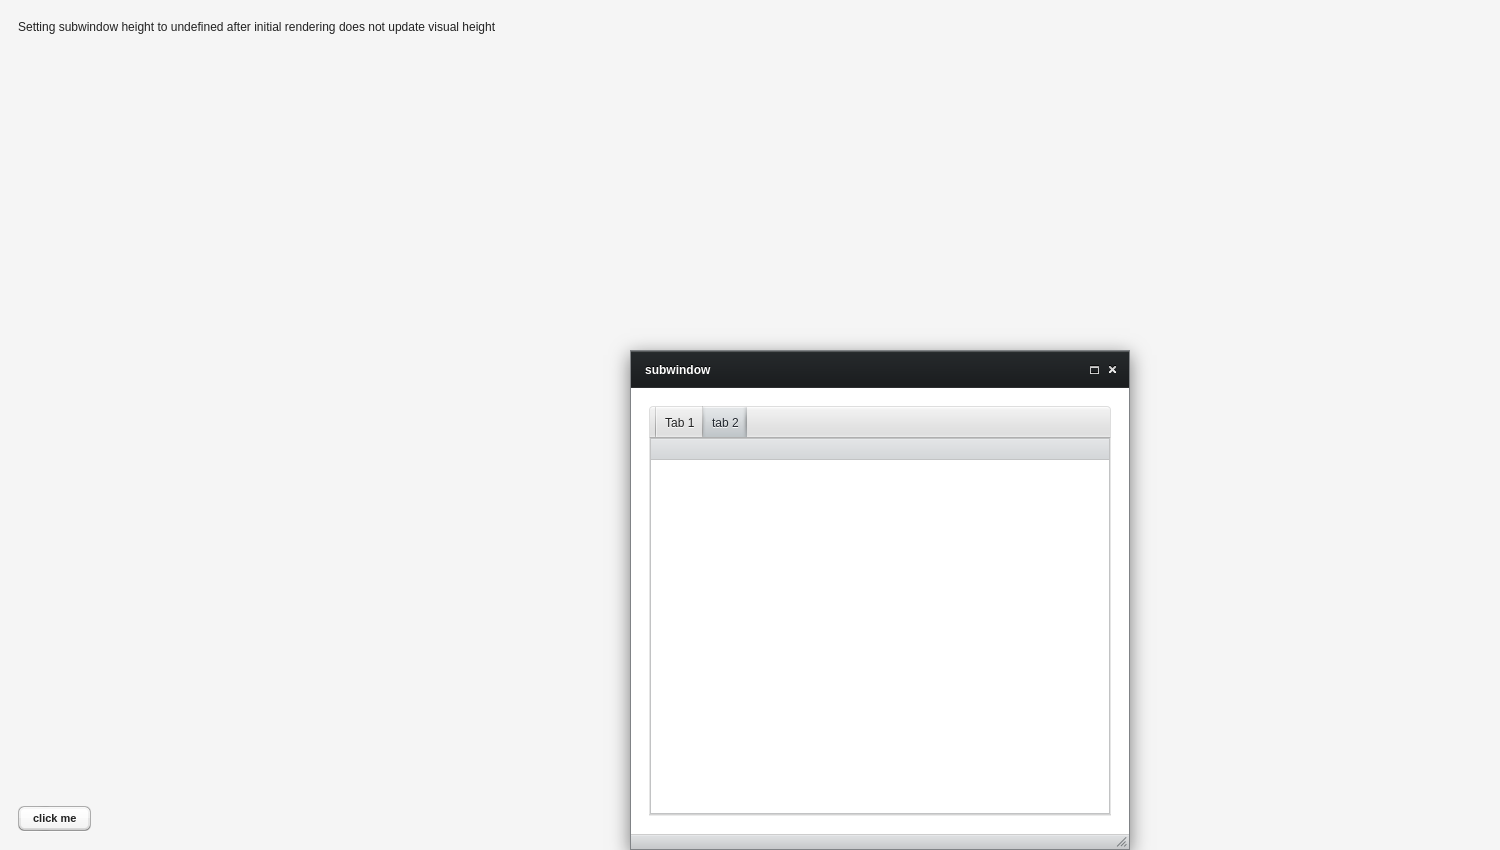 Setting subwindow height to undefined after initial rendering does not update visual height
subwindow
Tab 1 tab 2
click me